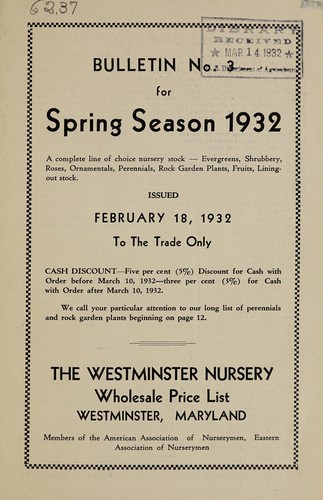 6237
LIBRARY
RECEIVED
★ MAR 14 1932 ★
U. S. Department of Agriculture
BULLETIN No. 3
for
Spring Season 1932
A complete line of choice nursery stock — Evergreens, Shrubbery,
Roses, Ornamentals, Perennials, Rock Garden Plants, Fruits, Lining-
out stock.
ISSUED
FEBRUARY 18, 1932
To The Trade Only
CASH DISCOUNT—Five per cent (5%) Discount for Cash with
Order before March 10, 1932—three per cent (3%) for Cash
with Order after March 10, 1932.
We call your particular attention to our long list of perennials
and rock garden plants beginning on page 12.
THE WESTMINSTER NURSERY
Wholesale Price List
WESTMINSTER, MARYLAND
Members of the American Association of Nurserymen, Eastern
Association of Nurserymen